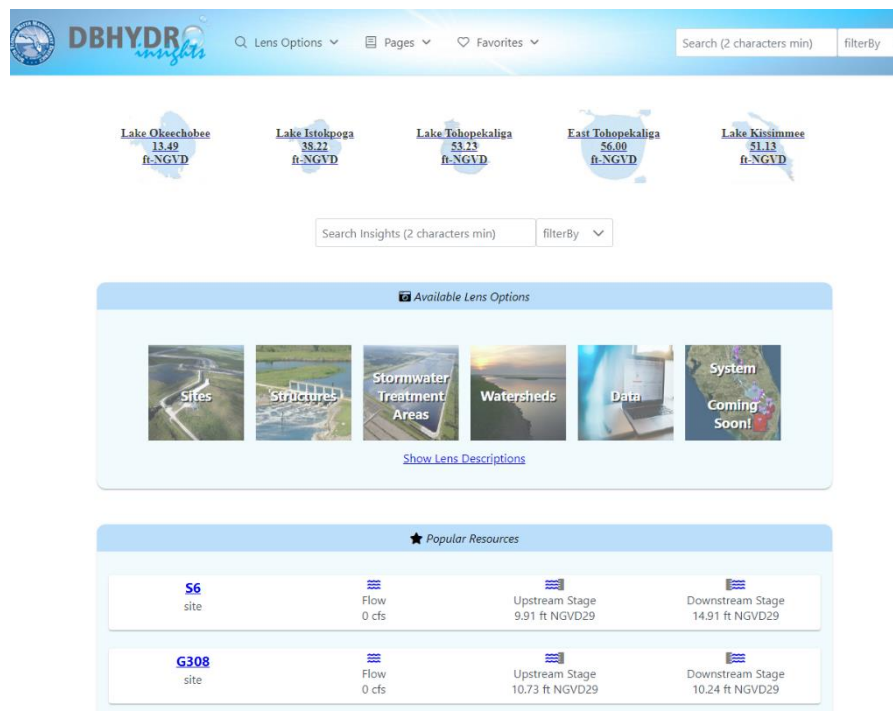 DBHYDRO
insights
Lens Options
Pages
Favorites
Search (2 characters min)
filterBy
Lake Okeechobee
13.49
ft-NGVD
Lake Istokpoga
38.22
ft-NGVD
Lake Tohopekaliga
53.23
ft-NGVD
East Tohopekaliga
56.00
ft-NGVD
Lake Kissimmee
51.13
ft-NGVD
Search Insights (2 characters min)
filterBy
Available Lens Options
Sites
Structures
Stormwater
Treatment
Areas
Watersheds
Data
System
Coming
Soon!
Show Lens Descriptions
Popular Resources
S6
site
Flow
0 cfs
Upstream Stage
9.91 ft NGVD29
Downstream Stage
14.91 ft NGVD29
G308
site
Flow
0 cfs
Upstream Stage
10.73 ft NGVD29
Downstream Stage
10.24 ft NGVD29